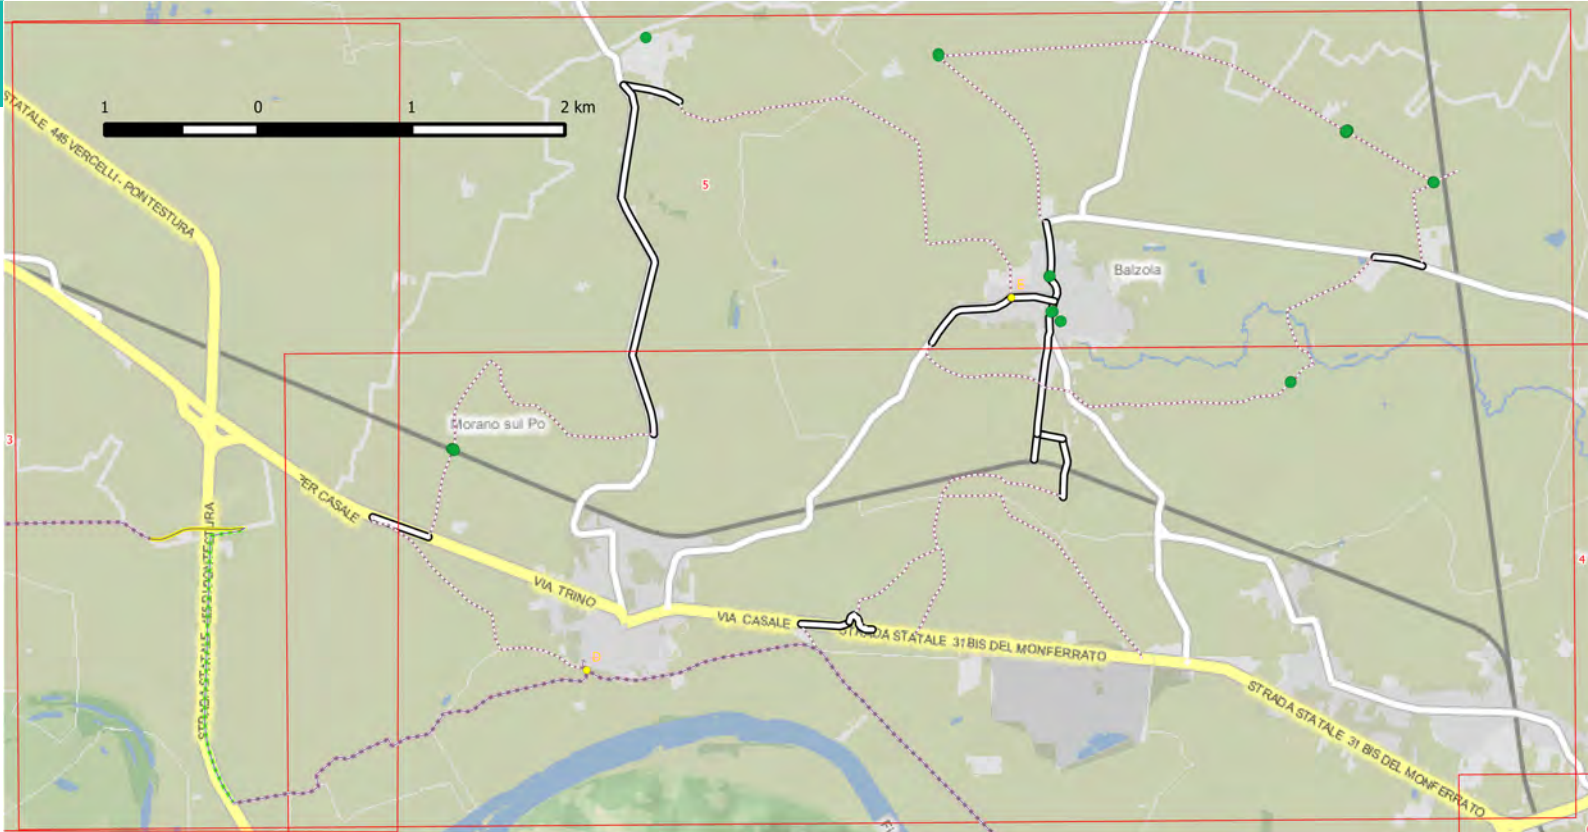 1 0 1 2 km
STATALE 445 VERCELLI - PONTESTURA
5
Balzola
E
Morano sul Po
3
PER CASALE
STRADA STATALE 455 PONTESTURA
VIA TRINO
VIA CASALE
STRADA STATALE 31 BIS DEL MONFERRATO
4
STRADA STATALE 31 BIS DEL MONFERRATO